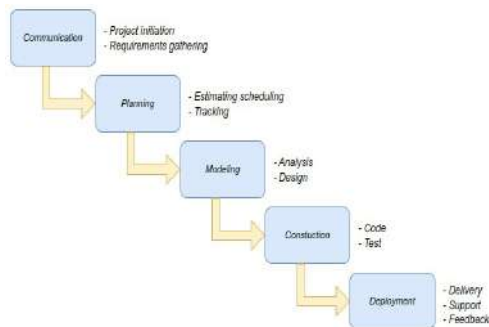 Communication
- Project initiation
- Requirements gathering
Planning
- Estimating scheduling
- Tracking
Modeling
- Analysis
- Design
Constuction
- Code
- Test
Deployment
- Delivery
- Support
- Feedback